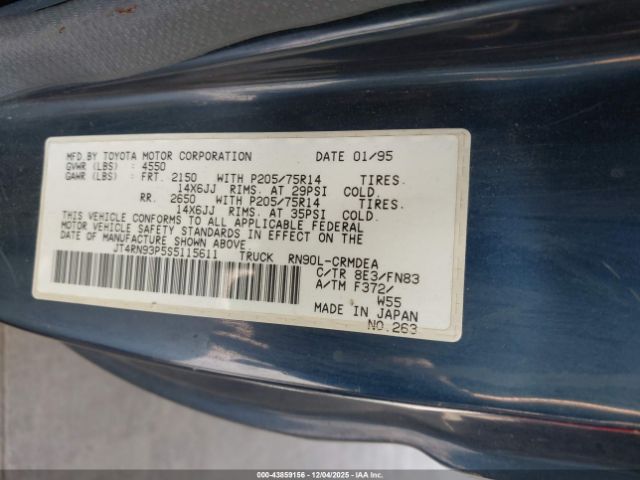 MFD BY TOYOTA MOTOR CORPORATION DATE 01/95
GVWR (LBS) : 4550
GAWR (LBS) : FRT. 2150 WITH P205/75R14 TIRES.
14X6JJ RIMS. AT 29PSI COLD.
RR. 2650 WITH P205/75R14 TIRES.
14X6JJ RIMS. AT 35PSI COLD.
THIS VEHICLE CONFORMS TO ALL APPLICABLE FEDERAL
MOTOR VEHICLE SAFETY STANDARDS IN EFFECT ON THE
DATE OF MANUFACTURE SHOWN ABOVE.
JT4RN93P5S5115611 TRUCK RN90L-CRMDEA
C/TR 8E3/FN83
A/TM F372/
W55
MADE IN JAPAN
NO.263
000-43859156 - 12/04/2025 - IAAI.COM